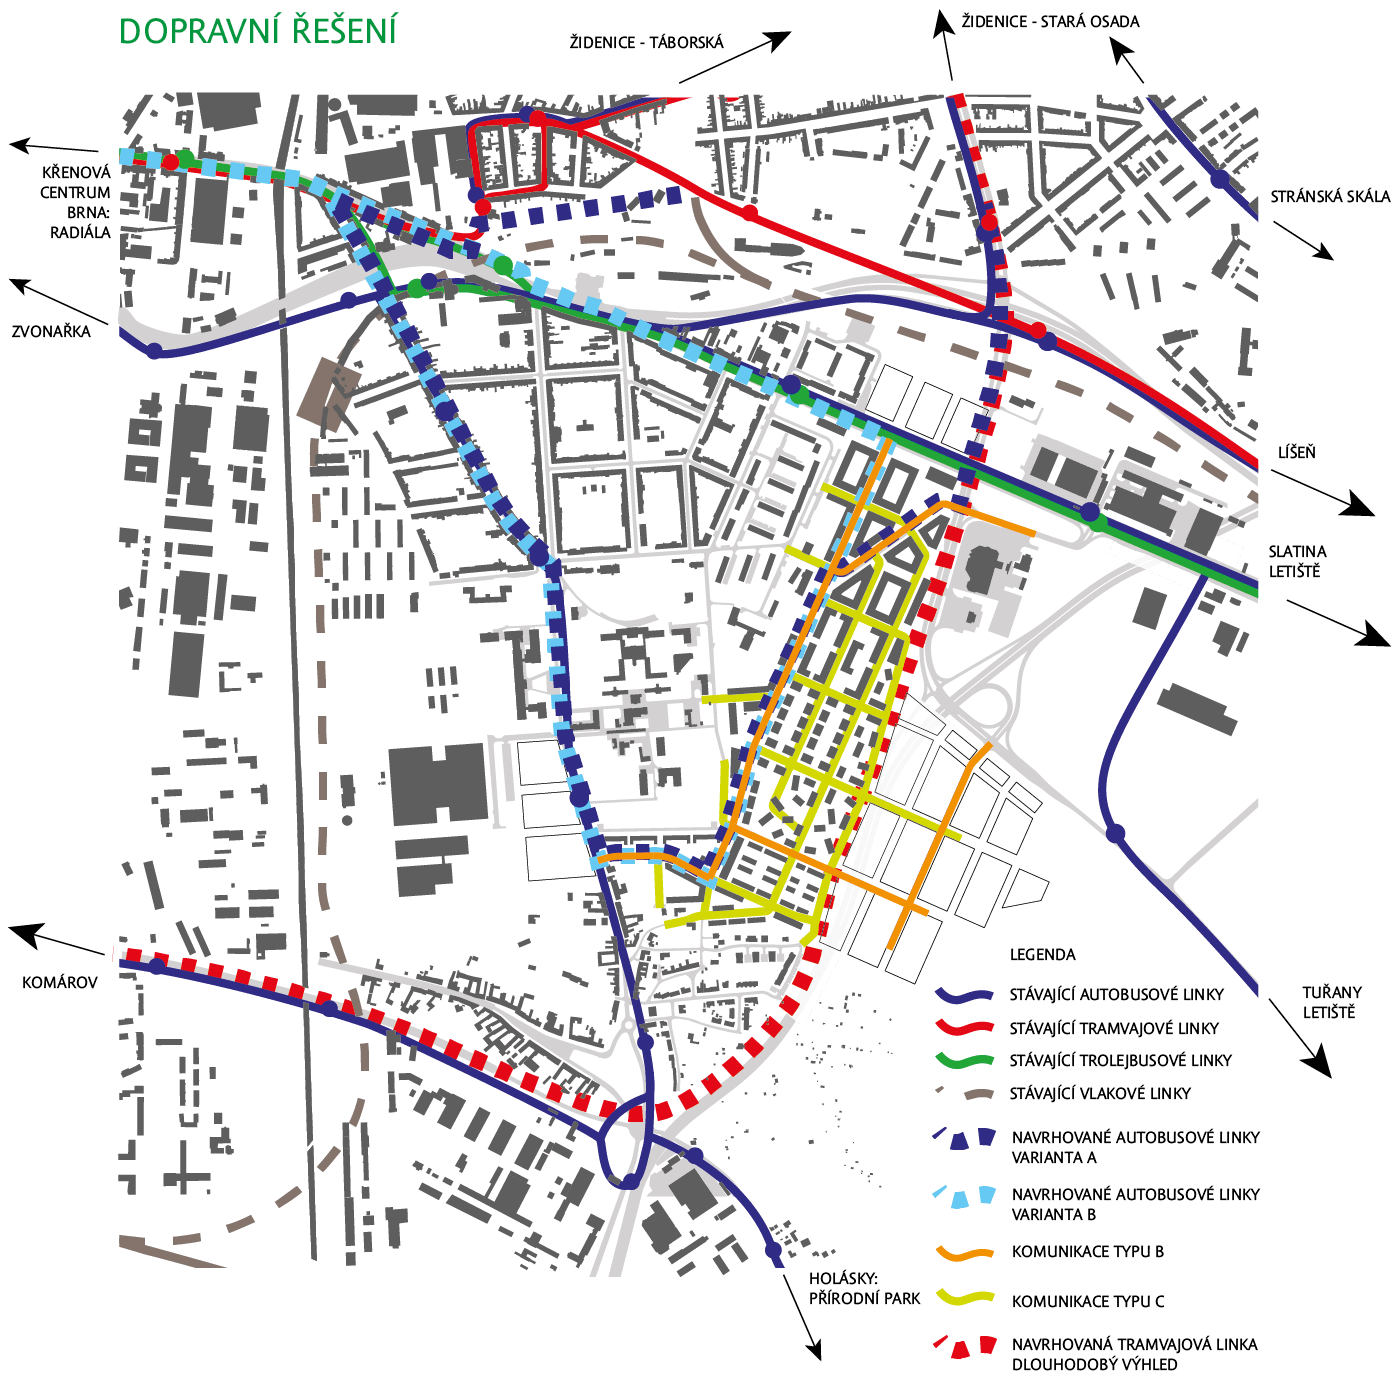 DOPRAVNÍ ŘEŠENÍ
ŽIDENICE - TÁBORSKÁ
ŽIDENICE - STARÁ OSADA
KŘENOVÁ
CENTRUM
BRNA:
RADIÁLA
STRÁNSKÁ SKÁLA
ZVONAŘKA
LÍŠEŇ
SLATINA
LETIŠTĚ
KOMÁROV
TUŘANY
LETIŠTĚ
HOLÁSKY:
PŘÍRODNÍ PARK
LEGENDA
STÁVAJÍCÍ AUTOBUSOVÉ LINKY
STÁVAJÍCÍ TRAMVAJOVÉ LINKY
STÁVAJÍCÍ TROLEJBUSOVÉ LINKY
STÁVAJÍCÍ VLAKOVÉ LINKY
NAVRHOVANÉ AUTOBUSOVÉ LINKY
VARIANTA A
NAVRHOVANÉ AUTOBUSOVÉ LINKY
VARIANTA B
KOMUNIKACE TYPU B
KOMUNIKACE TYPU C
NAVRHOVANÁ TRAMVAJOVÁ LINKA
DLOUHODOBÝ VÝHLED